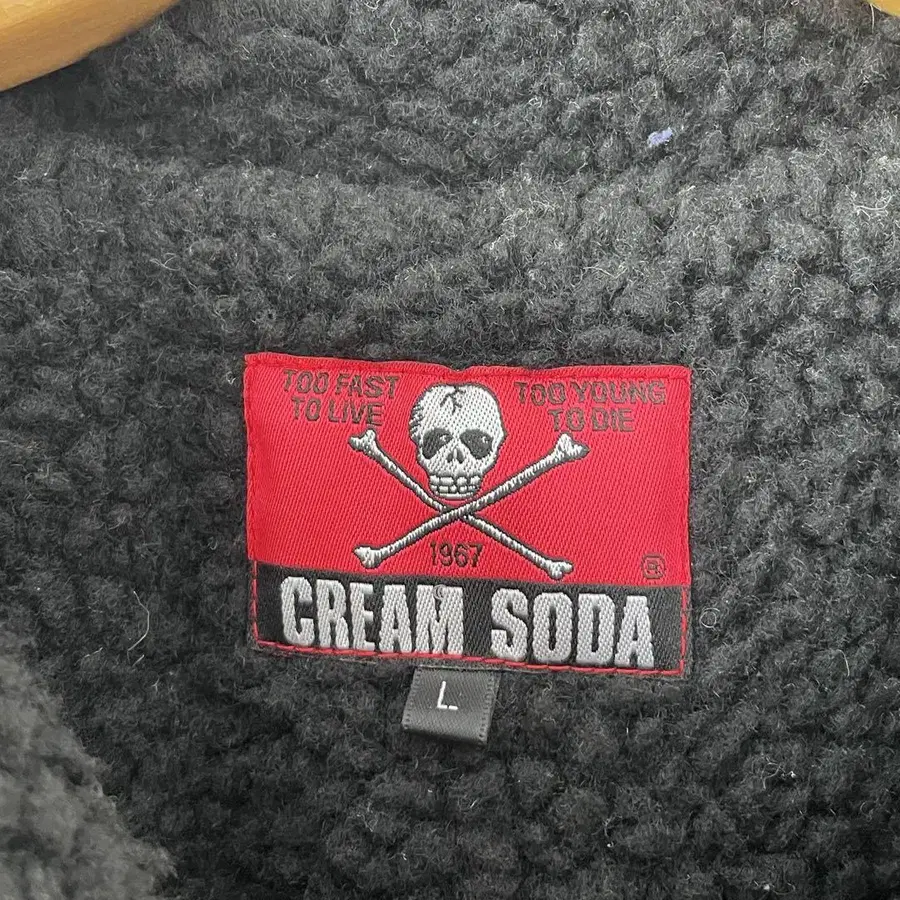 TOO FAST
TO LIVE
TOO YOUNG
TO DIE
1967
®
CREAM SODA
L